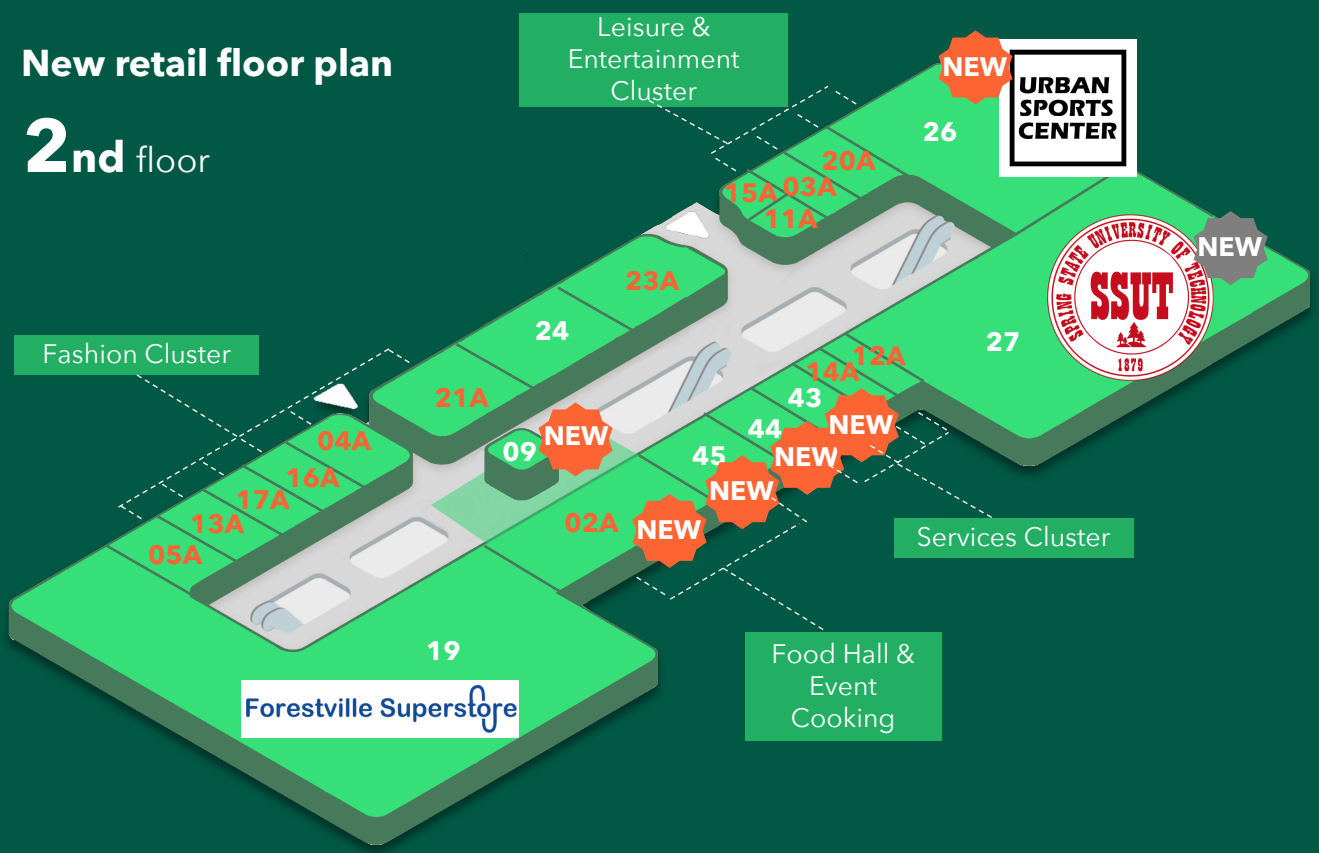 New retail floor plan
2nd floor
Leisure &
Entertainment
Cluster
NEW
URBAN
SPORTS
CENTER
26
20A
15A
03A
11A
SPRING STATE UNIVERSITY OF TECHNOLOGY
SSUT
1879
NEW
27
23A
24
21A
Fashion Cluster
04A
16A
17A
13A
05A
09
NEW
12A
14A
43
44
45
02A
NEW
NEW
NEW
NEW
Services Cluster
Food Hall &
Event
Cooking
19
Forestville Superstore